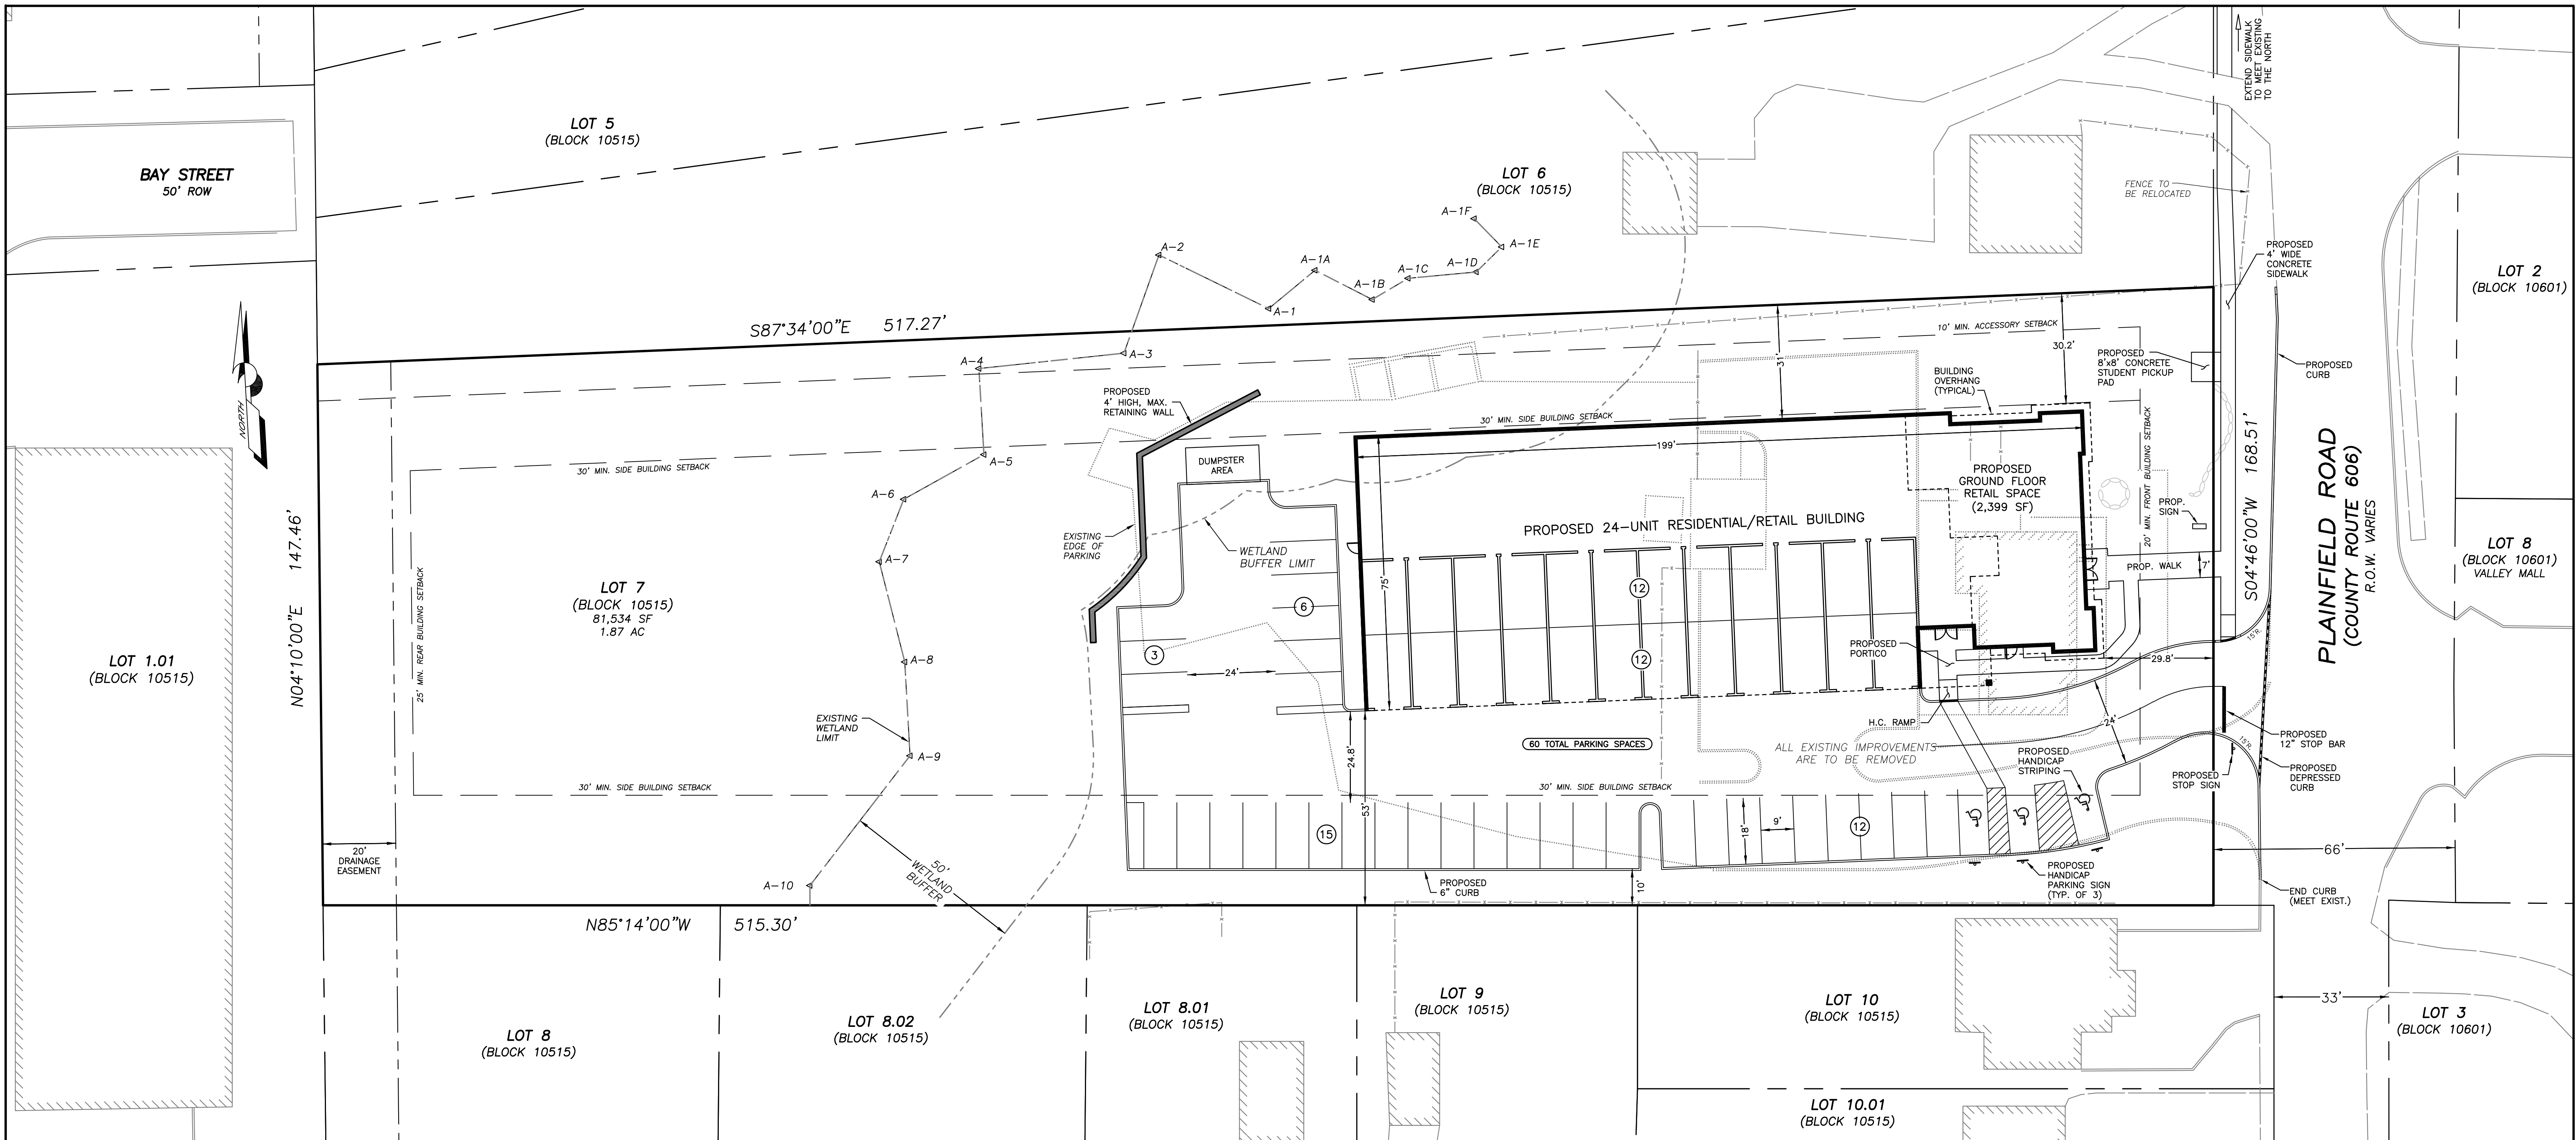 EXTEND SIDEWALK
TO MEET EXISTING
TO THE NORTH
LOT 5
(BLOCK 10515)
BAY STREET
50' ROW
LOT 6
(BLOCK 10515)
FENCE TO
BE RELOCATED
A-1F
A-1E
A-2
A-1A
A-1D
A-1C
A-1B
A-1
PROPOSED
4' WIDE
CONCRETE
SIDEWALK
LOT 2
(BLOCK 10601)
NORTH
S87°34'00"E 517.27'
A-3
A-4
10' MIN. ACCESSORY SETBACK
31'
30.2'
PROPOSED
8'x8' CONCRETE
STUDENT PICKUP
PAD
PROPOSED
CURB
BUILDING
OVERHANG
(TYPICAL)
PROPOSED
4' HIGH, MAX.
RETAINING WALL
30' MIN. SIDE BUILDING SETBACK
199'
30' MIN. SIDE BUILDING SETBACK
A-5
DUMPSTER
AREA
20' MIN. FRONT BUILDING SETBACK
S04°46'00"W 168.51'
PLAINFIELD ROAD
(COUNTY ROUTE 606)
R.O.W. VARIES
A-6
PROPOSED
GROUND FLOOR
RETAIL SPACE
(2,399 SF)
PROP.
SIGN
PROPOSED 24-UNIT RESIDENTIAL/RETAIL BUILDING
EXISTING
EDGE OF
PARKING
WETLAND
BUFFER LIMIT
A-7
LOT 8
(BLOCK 10601)
VALLEY MALL
PROP. WALK
7'
N04°10'00"E 147.46'
25' MIN. REAR BUILDING SETBACK
LOT 7
(BLOCK 10515)
81,534 SF
1.87 AC
75'
12
6
15'R.
PROPOSED
PORTICO
3
12
29.8'
A-8
LOT 1.01
(BLOCK 10515)
24'
EXISTING
WETLAND
LIMIT
H.C. RAMP
24'
60 TOTAL PARKING SPACES
ALL EXISTING IMPROVEMENTS
ARE TO BE REMOVED
PROPOSED
HANDICAP
STRIPING
15'R.
PROPOSED
12" STOP BAR
A-9
24.8'
PROPOSED
STOP SIGN
PROPOSED
DEPRESSED
CURB
30' MIN. SIDE BUILDING SETBACK
30' MIN. SIDE BUILDING SETBACK
53'
15
18'
9'
12
20'
DRAINAGE
EASEMENT
66'
50'
WETLAND
BUFFER
A-10
PROPOSED
6" CURB
10'
PROPOSED
HANDICAP
PARKING SIGN
(TYP. OF 3)
END CURB
(MEET EXIST.)
N85°14'00"W 515.30'
LOT 8
(BLOCK 10515)
LOT 8.02
(BLOCK 10515)
LOT 8.01
(BLOCK 10515)
LOT 9
(BLOCK 10515)
LOT 10
(BLOCK 10515)
33'
LOT 3
(BLOCK 10601)
LOT 10.01
(BLOCK 10515)